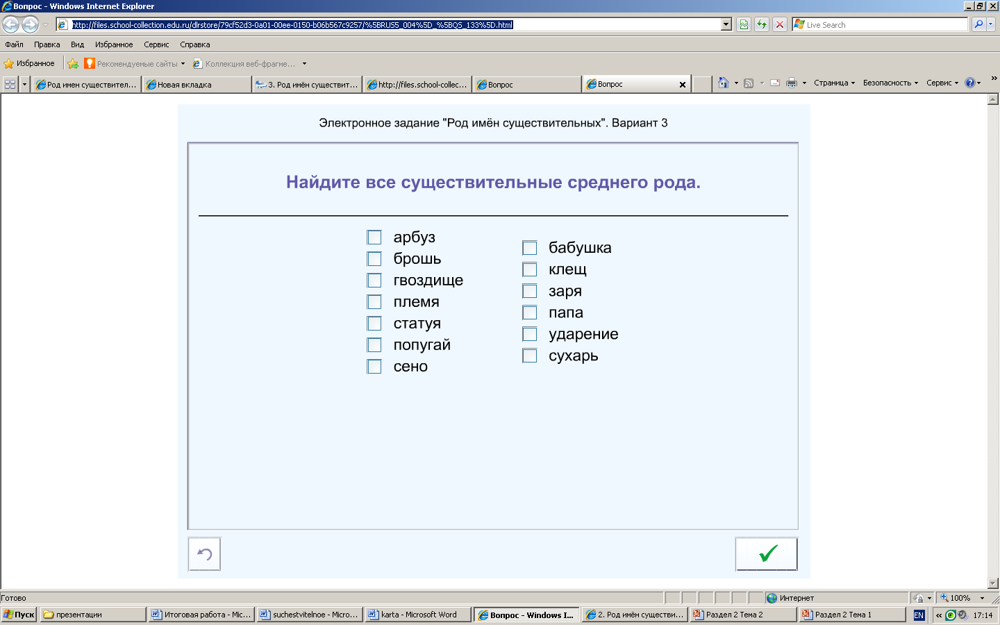 Вопрос - Windows Internet Explorer
http://files.school-collection.edu.ru/dlrstore/79cf52d3-0a01-00ee-0150-b06b567c9257/%5BRUS5_004%5D_%5BQS_133%5D.html
Live Search
Файл Правка Вид Избранное Сервис Справка
Избранное Рекомендуемые сайты Коллекция веб-фрагме...
Род имен существител... Новая вкладка 3. Род имён существит... http://files.school-collec... Вопрос Вопрос Страница Безопасность Сервис »
Электронное задание "Род имён существительных". Вариант 3
Найдите все существительные среднего рода.
арбуз
брошь
гвоздище
племя
статуя
попугай
сено
бабушка
клещ
заря
папа
ударение
сухарь
Готово Интернет 100%
Пуск презентации Итоговая работа - Mic... suchestvitelnoe - Micro... karta - Microsoft Word Вопрос - Windows I... 2. Род имён существи... Раздел 2 Тема 2 Раздел 2 Тема 1 EN « 17:14